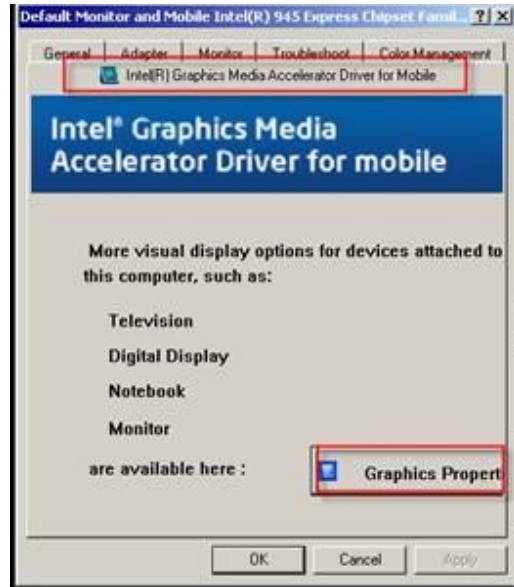 Default Monitor and Mobile Intel(R) 945 Express Chipset Famil... ? X
General Adapter Monitor Troubleshoot Color Management
Intel(R) Graphics Media Accelerator Driver for Mobile
Intel® Graphics Media
Accelerator Driver for mobile
More visual display options for devices attached to
this computer, such as:
Television
Digital Display
Notebook
Monitor
are available here :
Graphics Propert
OK Cancel Apply